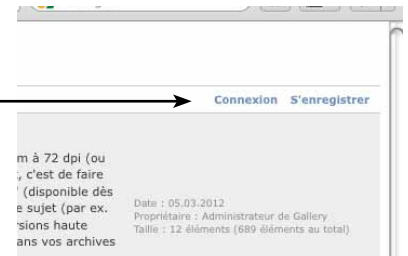 Connexion S'enregistrer
m à 72 dpi (ou
, c'est de faire
(disponible dès
e sujet (par ex.
rsions haute
ans vos archives
Date : 05.03.2012
Propriétaire : Administrateur de Gallery
Taille : 12 éléments (689 éléments au total)